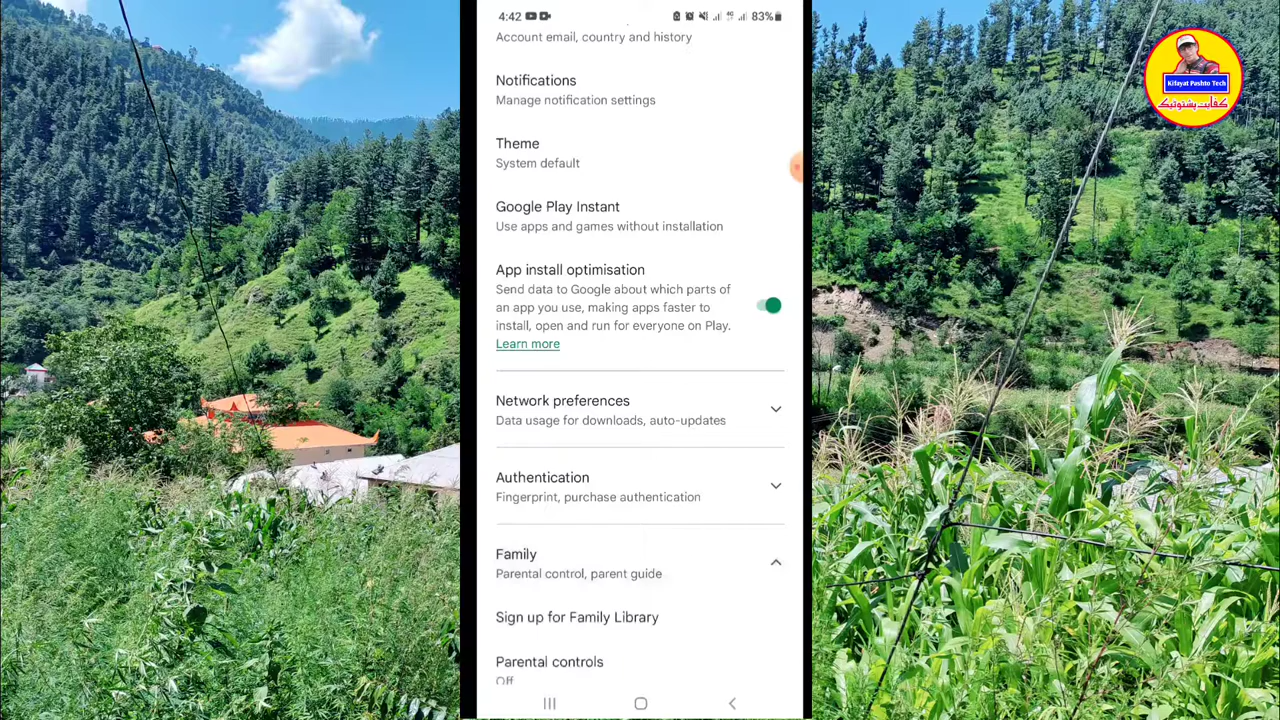 4:42
83%
Account email, country and history
Notifications
Manage notification settings
Theme
System default
Google Play Instant
Use apps and games without installation
App install optimisation
Send data to Google about which parts of
an app you use, making apps faster to
install, open and run for everyone on Play.
Learn more
Network preferences
Data usage for downloads, auto-updates
Authentication
Fingerprint, purchase authentication
Family
Parental control, parent guide
Sign up for Family Library
Parental controls
Off
Kifayat Pashto Tech
کفایت پشتو ٹیک